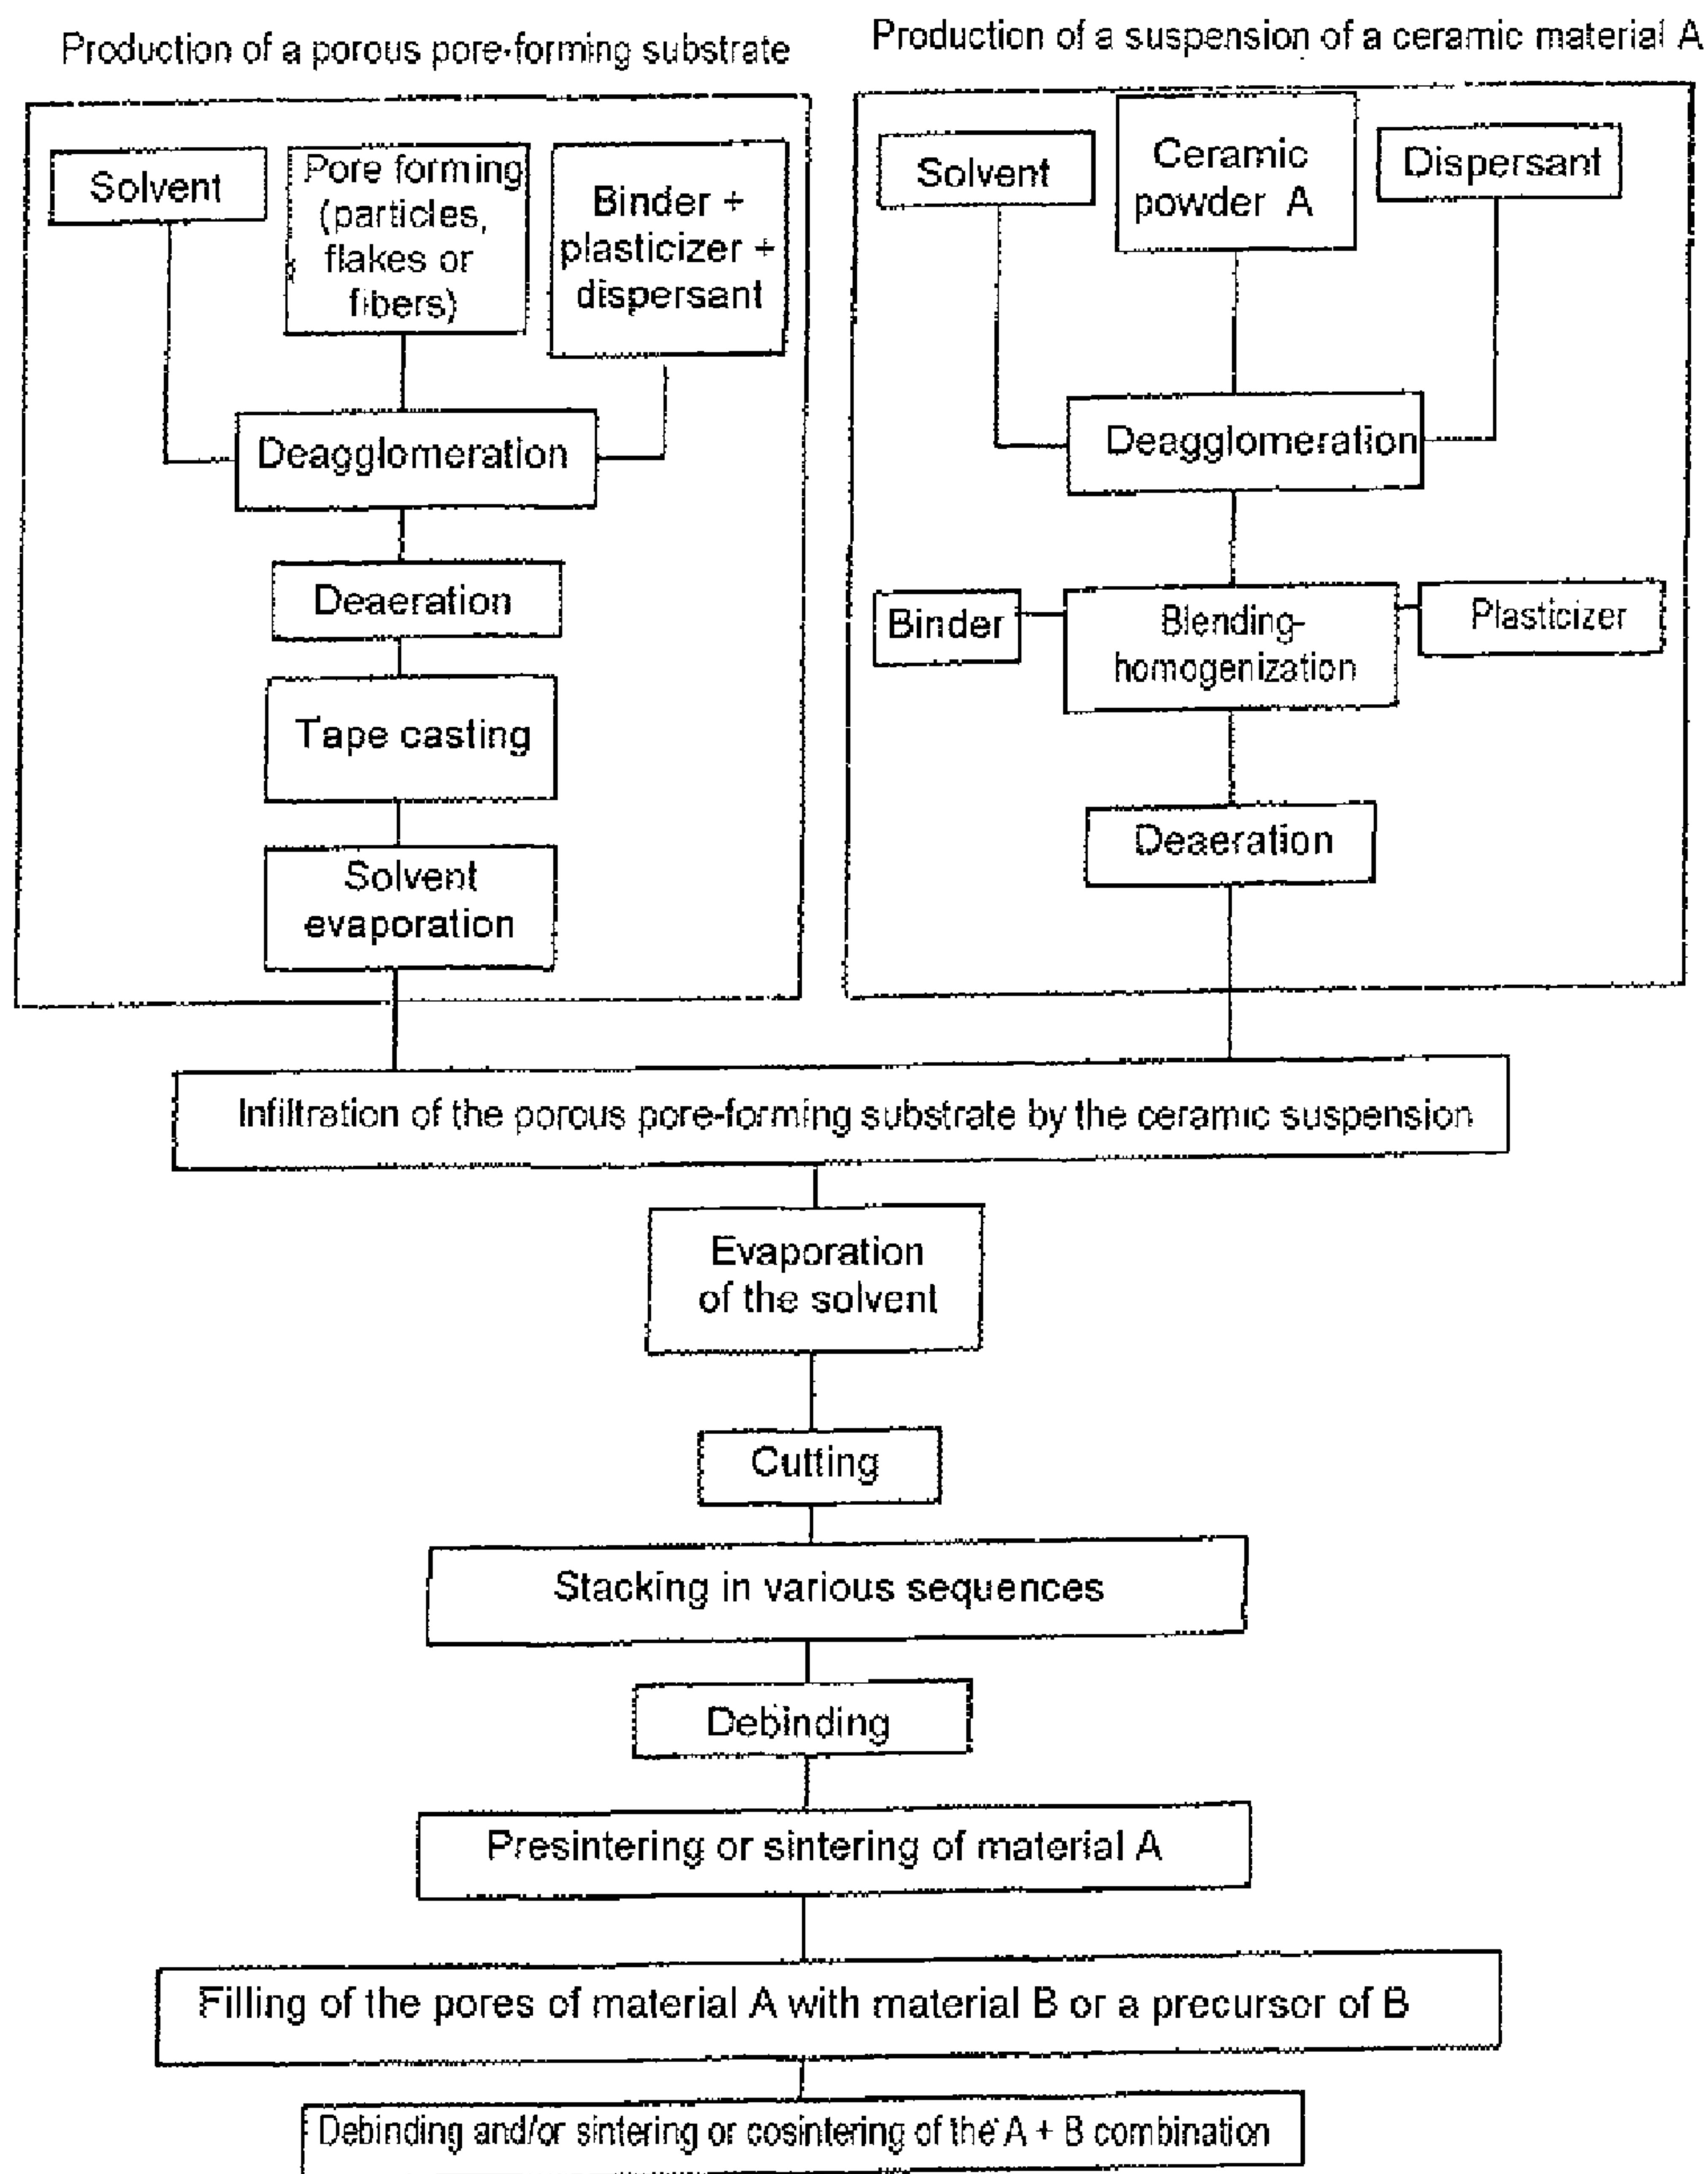 Production of a porous pore-forming substrate
Solvent
Pore forming
(particles,
flakes or
fibers)
Binder +
plasticizer +
dispersant
Deagglomeration
Deaeration
Tape casting
Solvent
evaporation
Production of a suspension of a ceramic material A
Solvent
Ceramic
powder A
Dispersant
Deagglomeration
Binder
Blending-
homogenization
Plasticizer
Deaeration
Infiltration of the porous pore-forming substrate by the ceramic suspension
Evaporation
of the solvent
Cutting
Stacking in various sequences
Debinding
Presintering or sintering of material A
Filling of the pores of material A with material B or a precursor of B
Debinding and/or sintering or cosintering of the A + B combination